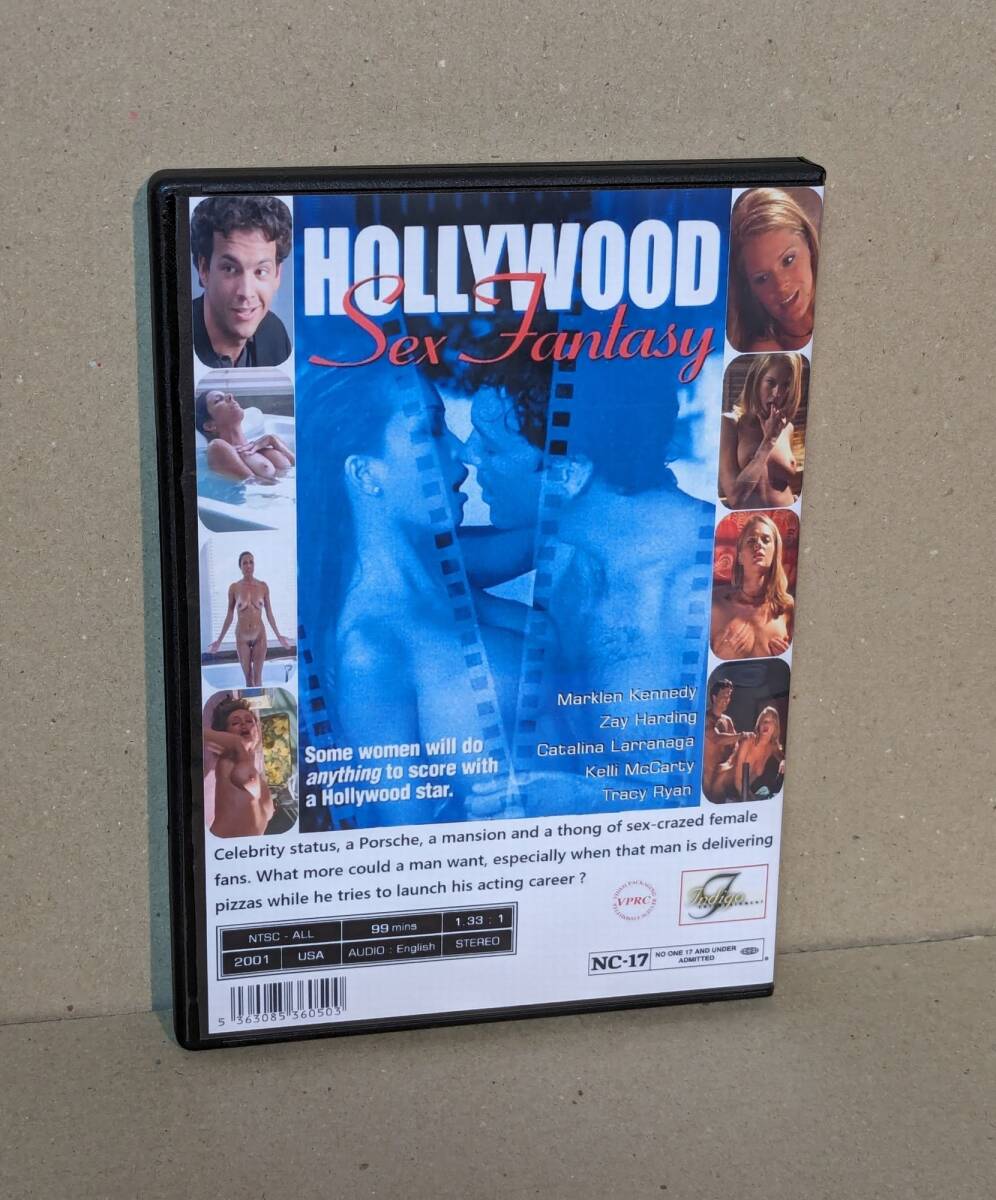 HOLLYWOOD
Sex Fantasy
Marklen Kennedy
Zay Harding
Catalina Larranaga
Kelli McCarty
Tracy Ryan
Some women will do
anything to score with
a Hollywood star.
Celebrity status, a Porsche, a mansion and a thong of sex-crazed female
fans. What more could a man want, especially when that man is delivering
pizzas while he tries to launch his acting career ?
VPRC
Indigo
NTSC - ALL 99 mins 1.33 : 1
2001 USA AUDIO : English STEREO
NC-17 NO ONE 17 AND UNDER
ADMITTED
5 363085 360503